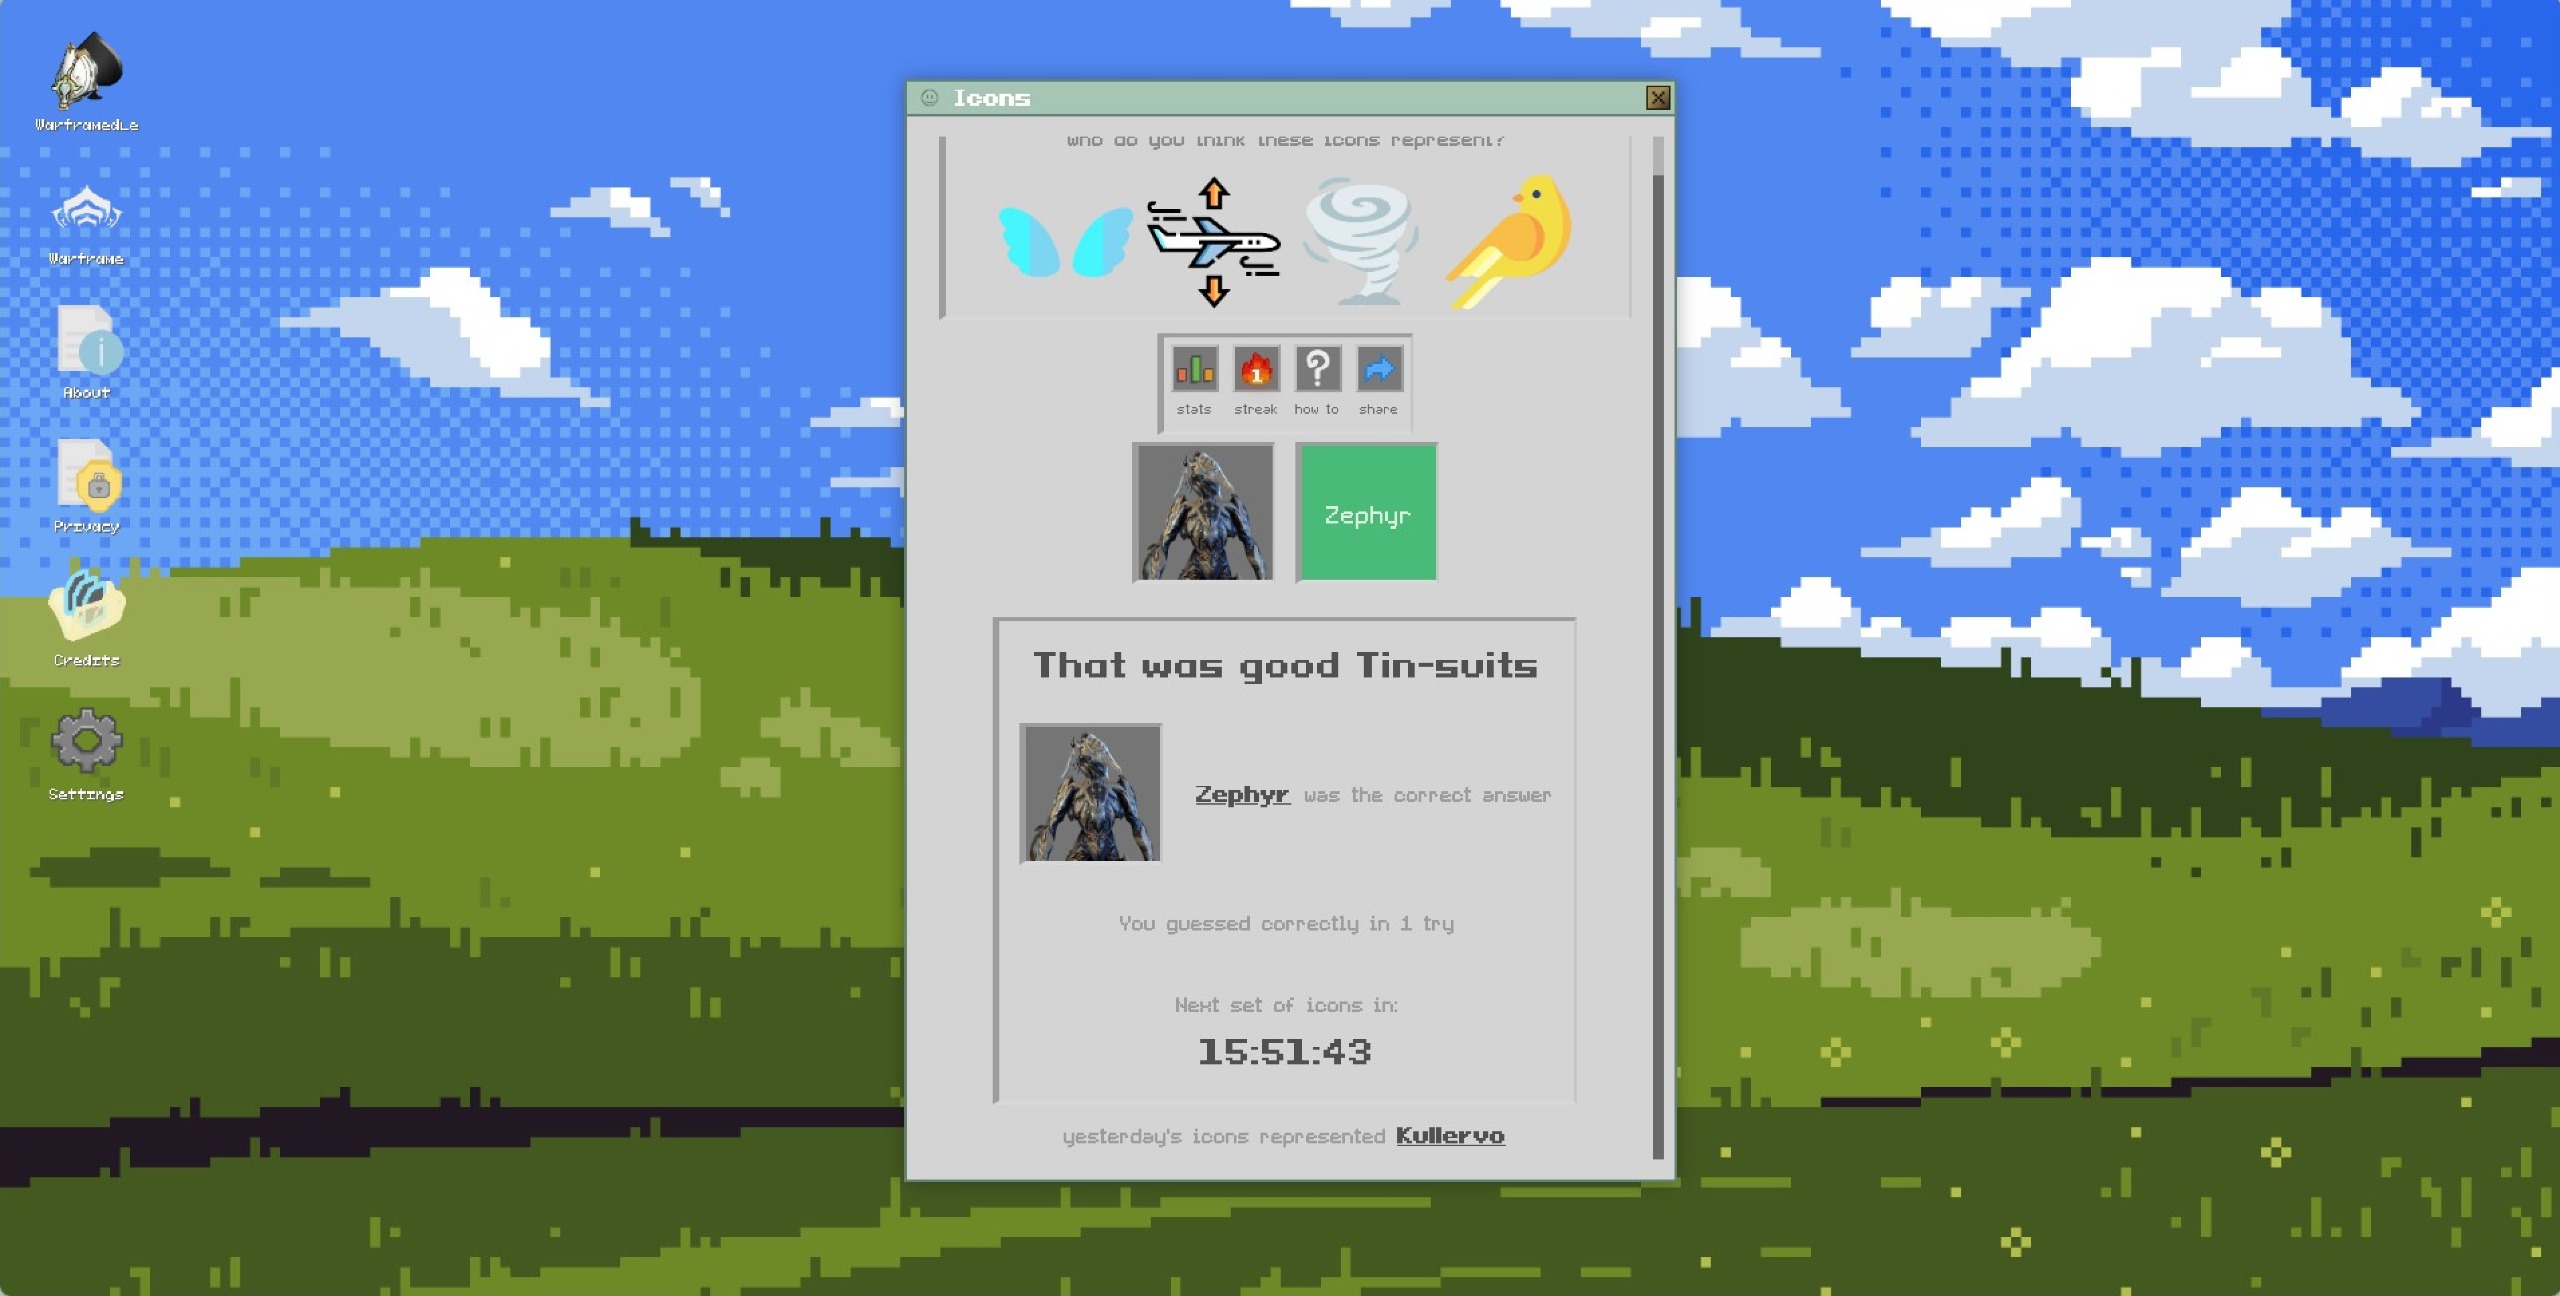 Warframedle
Warframe
About
Privacy
Credits
Settings
Icons
who do you think these icons represent?
1
stats streak how to share
Zephyr
That was good Tin-suits
Zephyr was the correct answer
You guessed correctly in 1 try
Next set of icons in:
15:51:43
yesterday's icons represented Kullervo